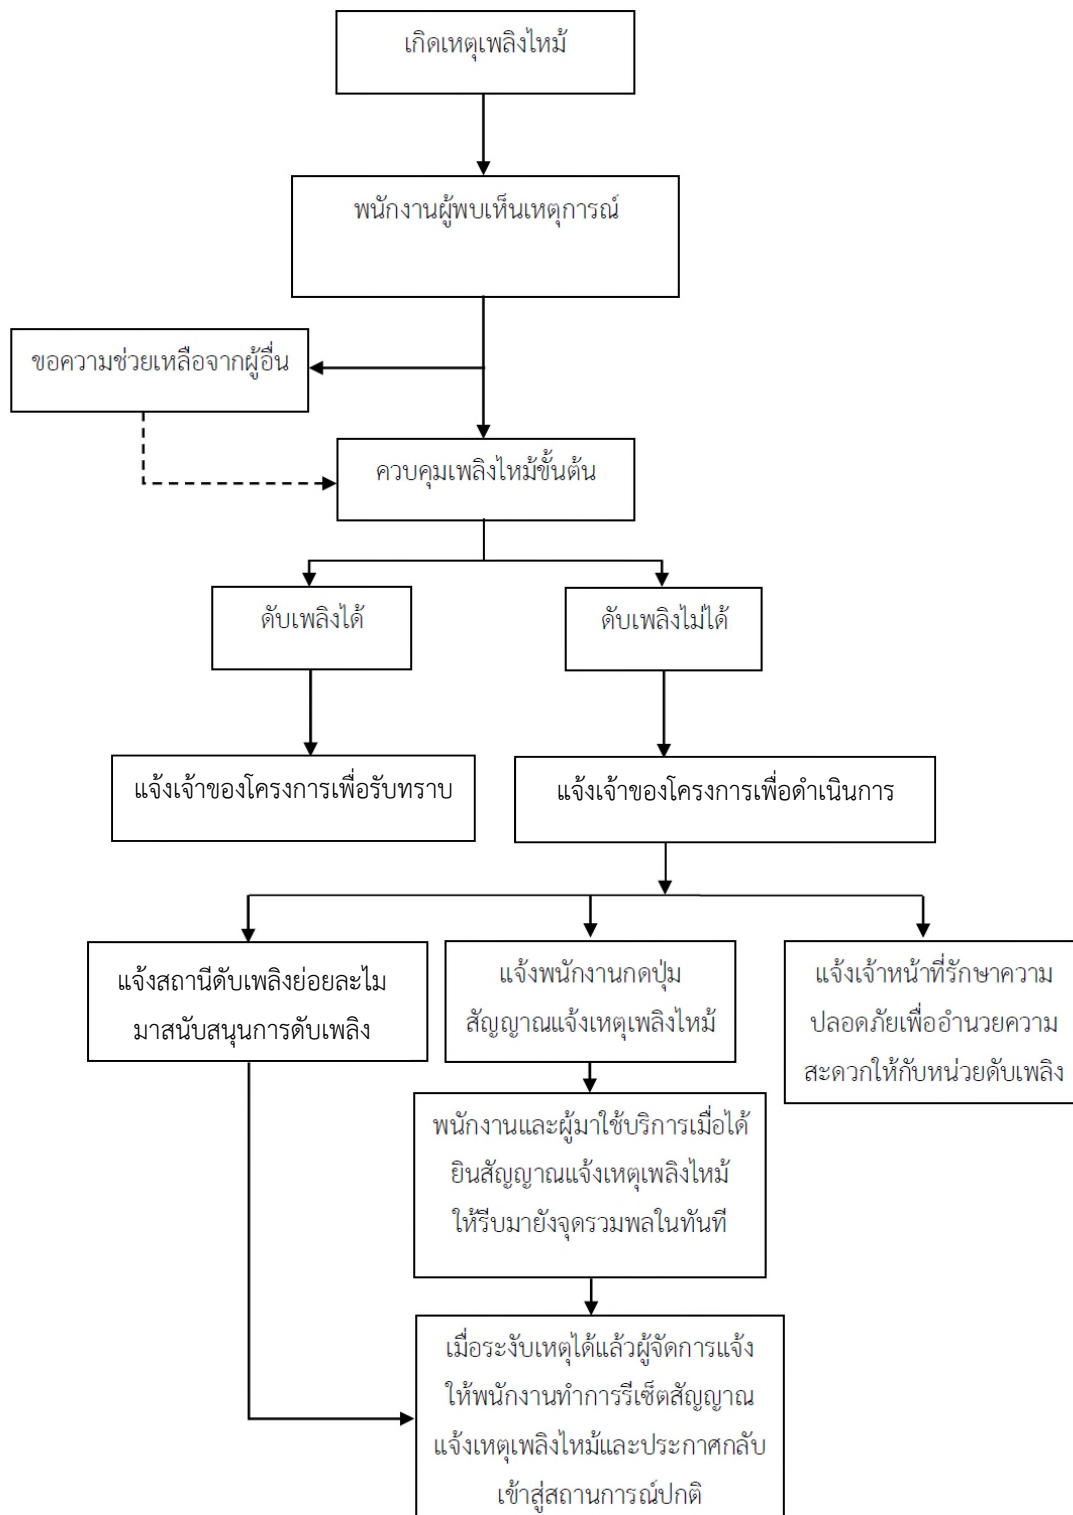 เกิดเหตุเพลิงไหม้
พนักงานผู้พบเห็นเหตุการณ์
ขอความช่วยเหลือจากผู้อื่น
ควบคุมเพลิงไหม้ขั้นต้น
ดับเพลิงได้
ดับเพลิงไม่ได้
แจ้งเจ้าของโครงการเพื่อรับทราบ
แจ้งเจ้าของโครงการเพื่อดำเนินการ
แจ้งสถานีดับเพลิงย่อยละไม
มาสนับสนุนการดับเพลิง
แจ้งพนักงานกดปุ่ม
สัญญาณแจ้งเหตุเพลิงไหม้
แจ้งเจ้าหน้าที่รักษาความ
ปลอดภัยเพื่ออำนวยความ
สะดวกให้กับหน่วยดับเพลิง
พนักงานและผู้มาใช้บริการเมื่อได้
ยินสัญญาณแจ้งเหตุเพลิงไหม้
ให้รีบมายังจุดรวมพลในทันที
เมื่อระงับเหตุได้แล้วผู้จัดการแจ้ง
ให้พนักงานทำการรีเซ็ตสัญญาณ
แจ้งเหตุเพลิงไหม้และประกาศกลับ
เข้าสู่สถานการณ์ปกติ